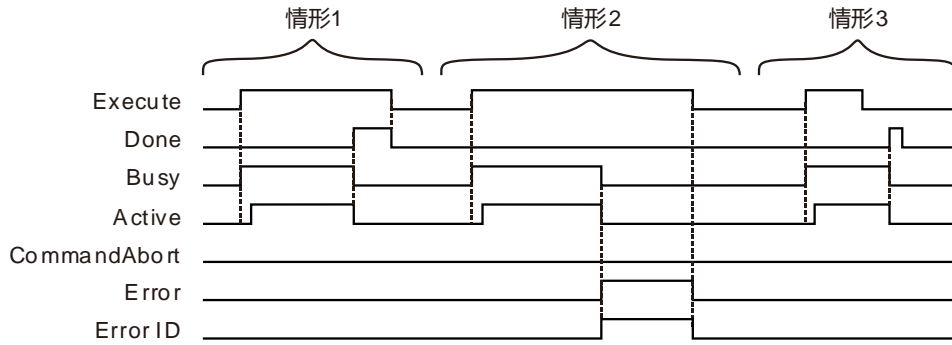 情形1
情形2
情形3
Execute
Done
Busy
Active
CommandAbort
Error
Error ID